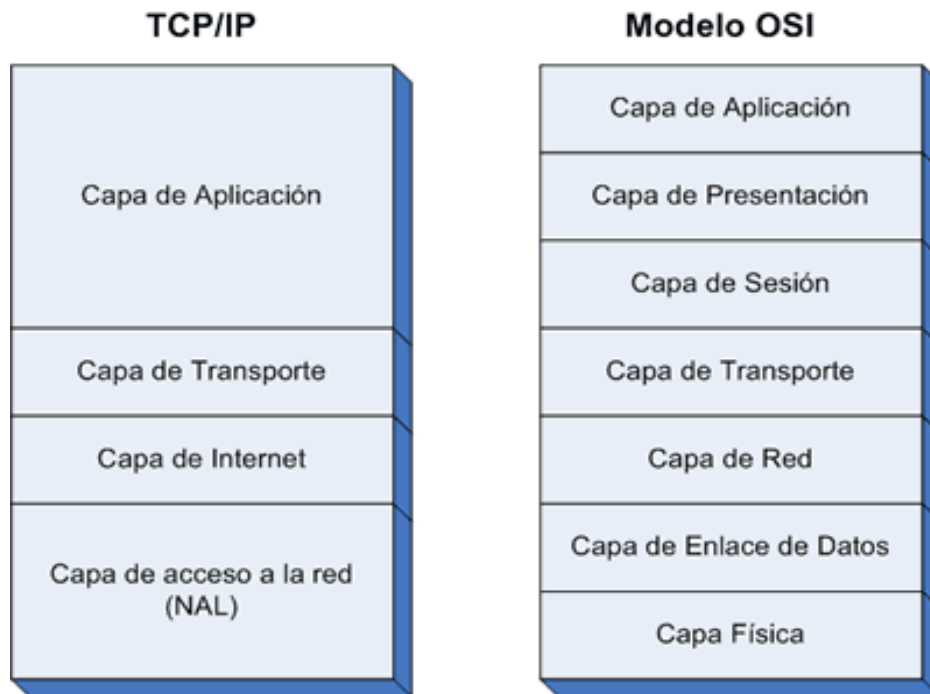 TCP/IP
Capa de Aplicación
Capa de Transporte
Capa de Internet
Capa de acceso a la red
(NAL)
Modelo OSI
Capa de Aplicación
Capa de Presentación
Capa de Sesión
Capa de Transporte
Capa de Red
Capa de Enlace de Datos
Capa Física